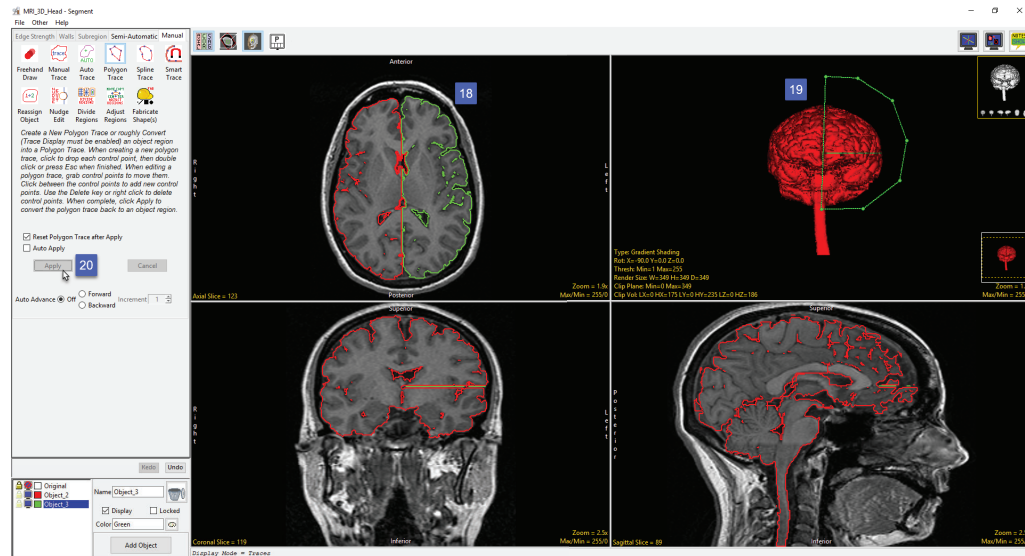 MRI_3D_Head - Segment
File Other Help
Edge Strength Walls Subregion Semi-Automatic Manual
Freehand Draw
Manual Trace
Auto Trace
Polygon Trace
Spline Trace
Smart Trace
Reassign Object
Nudge Edit
Divide Regions
Adjust Regions
Fabricate Shape(s)
Create a New Polygon Trace or roughly Convert
(Trace Display must be enabled) an object region
into a Polygon Trace. When creating a new polygon
trace, click to drop each control point, then double
click or press Esc when finished. When editing a
polygon trace, grab control points to move them.
Click between the control points to add new control
points. Use the Delete key or right click to delete
control points. When complete, click Apply to
convert the polygon trace back to an object region.
Reset Polygon Trace after Apply
Auto Apply
Apply
20
Cancel
Auto Advance Off Forward Backward Increment 1
Redo Undo
Original
Object_2
Object_3
Name Object_3
Display Locked
Color Green
Add Object
Anterior
18
Right
Left
Posterior
Axial Slice = 123
Zoom = 1.9x
Max/Min = 255/0
19
Type: Gradient Shading
Rot: X=-90.0 Y=0.0 Z=0.0
Thresh: Min=1 Max=255
Render Size: W=349 H=349 D=349
Clip Plane: Min=0 Max=349
Clip Vol: LX=0 HX=175 LY=0 HY=235 LZ=0 HZ=186
Superior
Right
Left
Inferior
Coronal Slice = 119
Zoom = 2.5x
Max/Min = 255/0
Superior
Posterior
Inferior
Sagittal Slice = 89
Display Mode = Traces